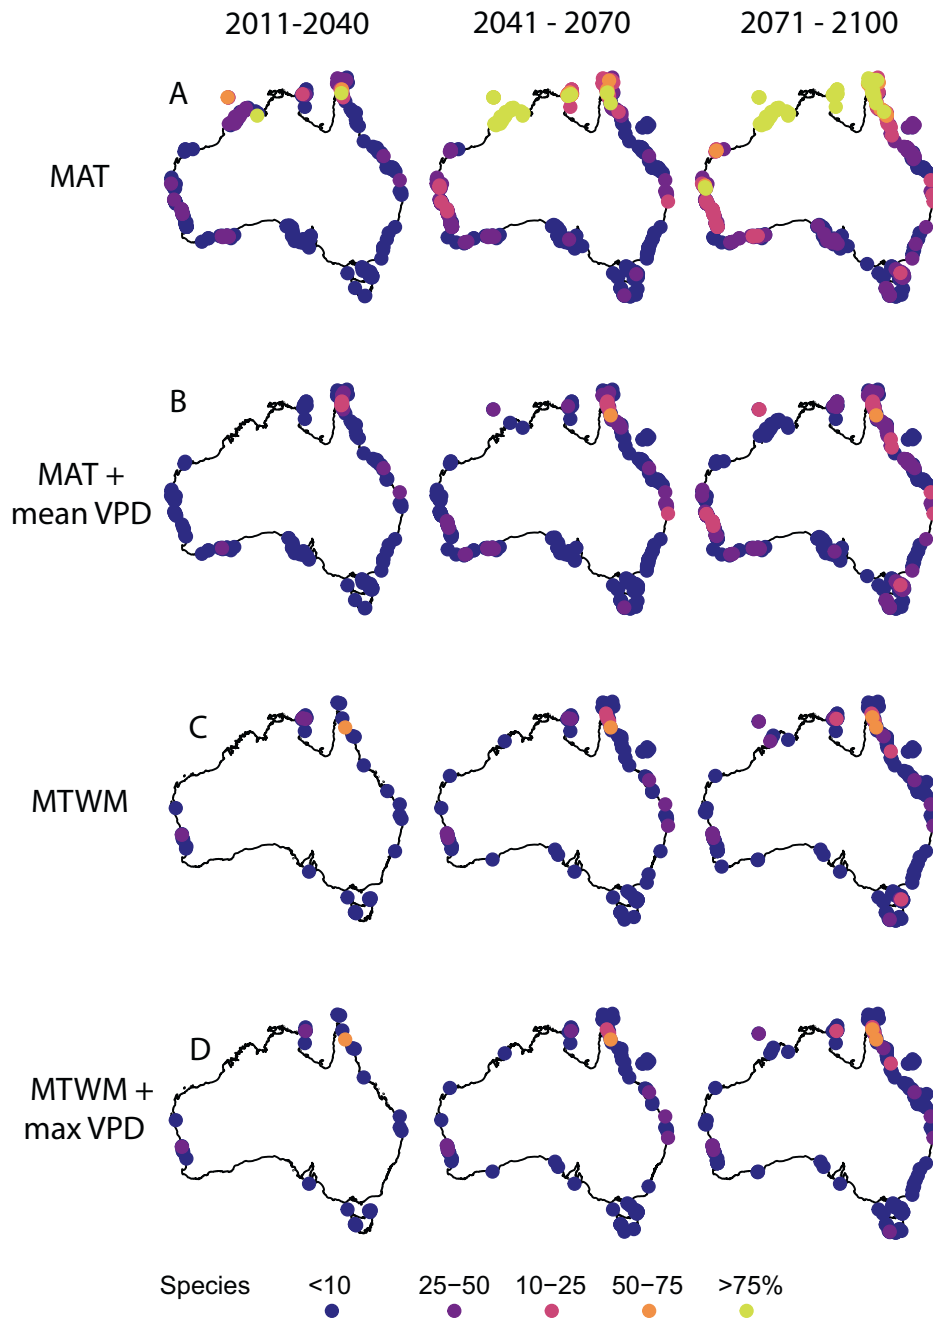 2011-2040 2041 - 2070 2071 - 2100
A
MAT
B
MAT +
mean VPD
C
MTWM
D
MTWM +
max VPD
Species <10 25−50 10−25 50−75 >75%